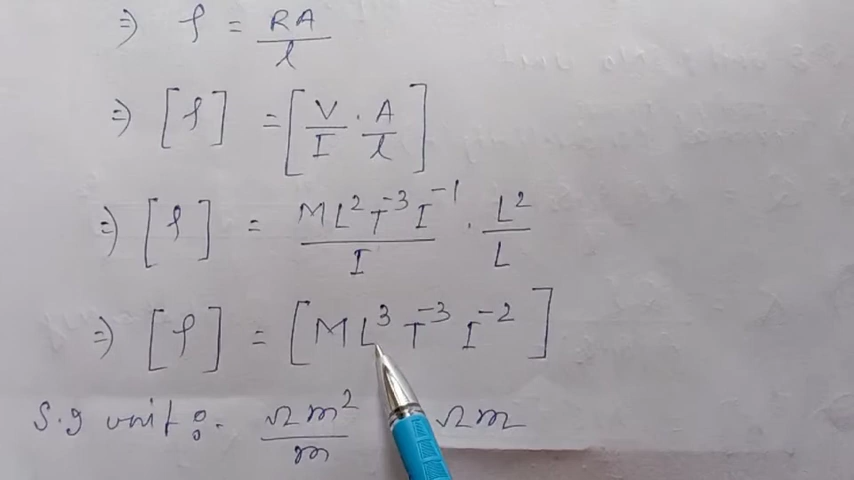 ⇒ ρ = RA/l
⇒ [ρ] = [V/I · A/l]
⇒ [ρ] = ML²T⁻³I⁻¹/I · L²/L
⇒ [ρ] = [ML³T⁻³I⁻²]
S.I unit :- Ωm²/m Ωm